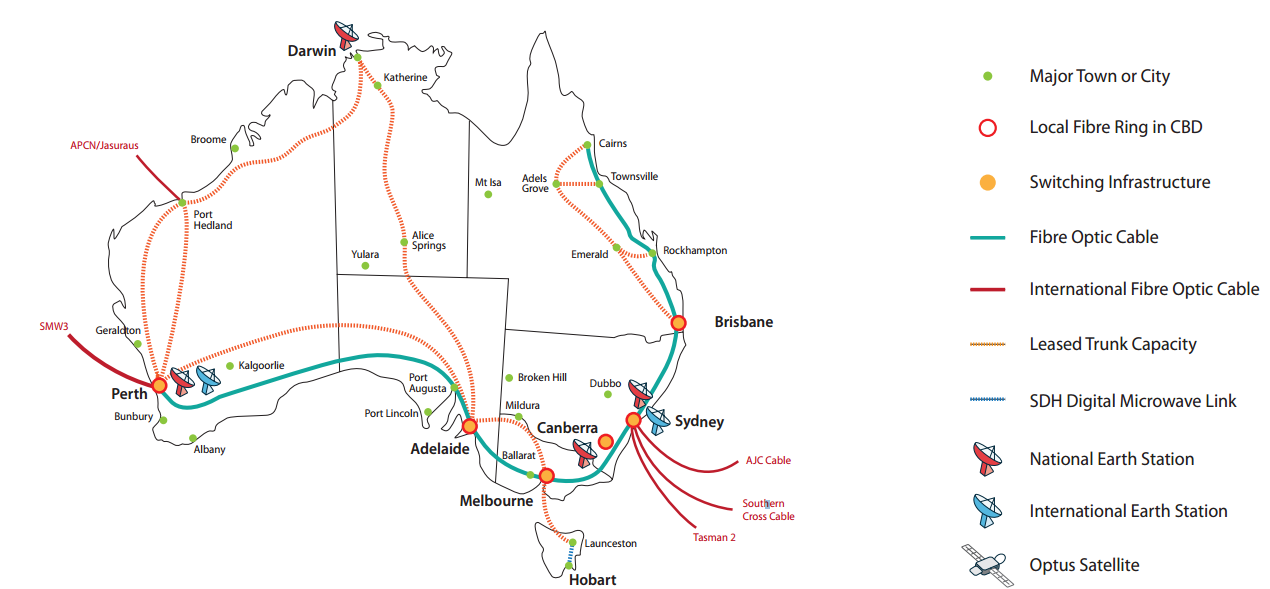 Darwin
Katherine
Broome
APCN/Jasuraus
Port
Hedland
Cairns
Adels
Grove
Townsville
Mt Isa
Alice
Springs
Yulara
Emerald
Rockhampton
SMW3
Geraldton
Brisbane
Perth
Kalgoorlie
Port
Augusta
Broken Hill
Dubbo
Bunbury
Port Lincoln
Mildura
Canberra
Sydney
Albany
Adelaide
Ballarat
AJC Cable
Melbourne
Southern
Cross Cable
Tasman 2
Launceston
Hobart
Major Town or City
Local Fibre Ring in CBD
Switching Infrastructure
Fibre Optic Cable
International Fibre Optic Cable
Leased Trunk Capacity
SDH Digital Microwave Link
National Earth Station
International Earth Station
Optus Satellite